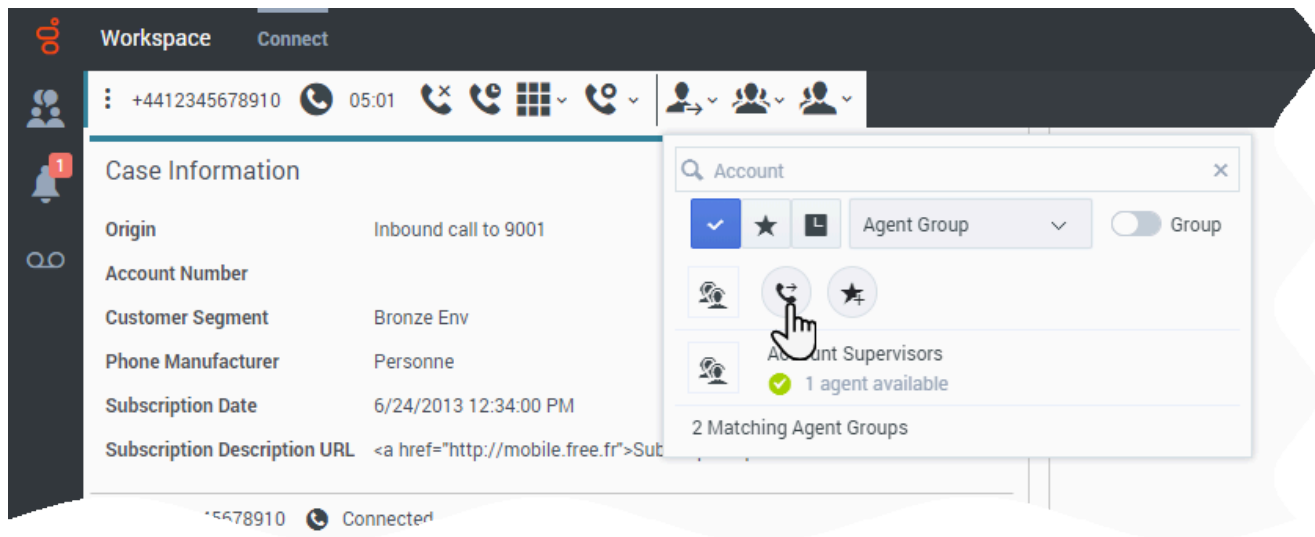 Workspace Connect
+4412345678910 05:01
1
Case Information
Account
Origin Inbound call to 9001
Agent Group Group
Account Number
Customer Segment Bronze Env
Phone Manufacturer Personne
Supervisors
1 agent available
Subscription Date 6/24/2013 12:34:00 PM
2 Matching Agent Groups
Subscription Description URL <a href="http://mobile.free.fr">Sub
5678910 Connected